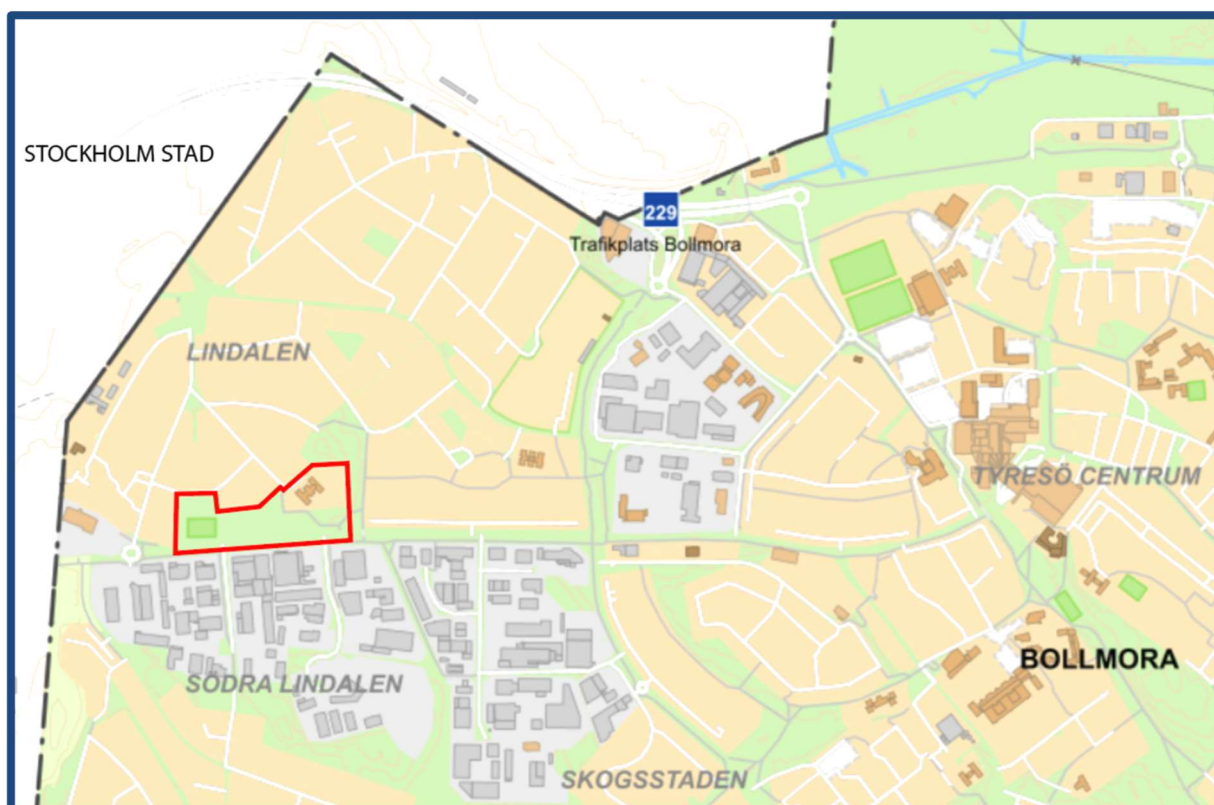 STOCKHOLM STAD
229
Trafikplats Bollmora
LINDALEN
TYRESÖ CENTRUM
BOLLMORA
SÖDRA LINDALEN
SKOGSSTADEN